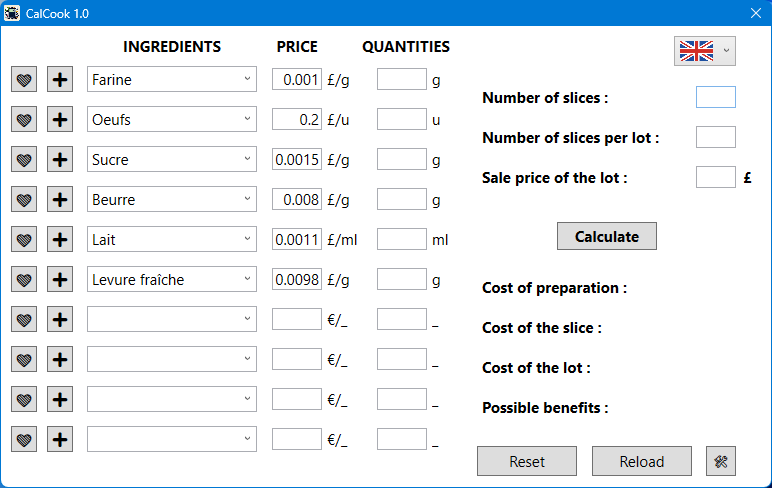 CalCook 1.0
INGREDIENTS PRICE QUANTITIES
Farine 0.001 £/g g
Oeufs 0.2 £/u u
Sucre 0.0015 £/g g
Beurre 0.008 £/g g
Lait 0.0011 £/ml ml
Levure fraîche 0.0098 £/g g
€/_ _
€/_ _
€/_ _
€/_ _
Number of slices :
Number of slices per lot :
Sale price of the lot : £
Calculate
Cost of preparation :
Cost of the slice :
Cost of the lot :
Possible benefits :
Reset Reload